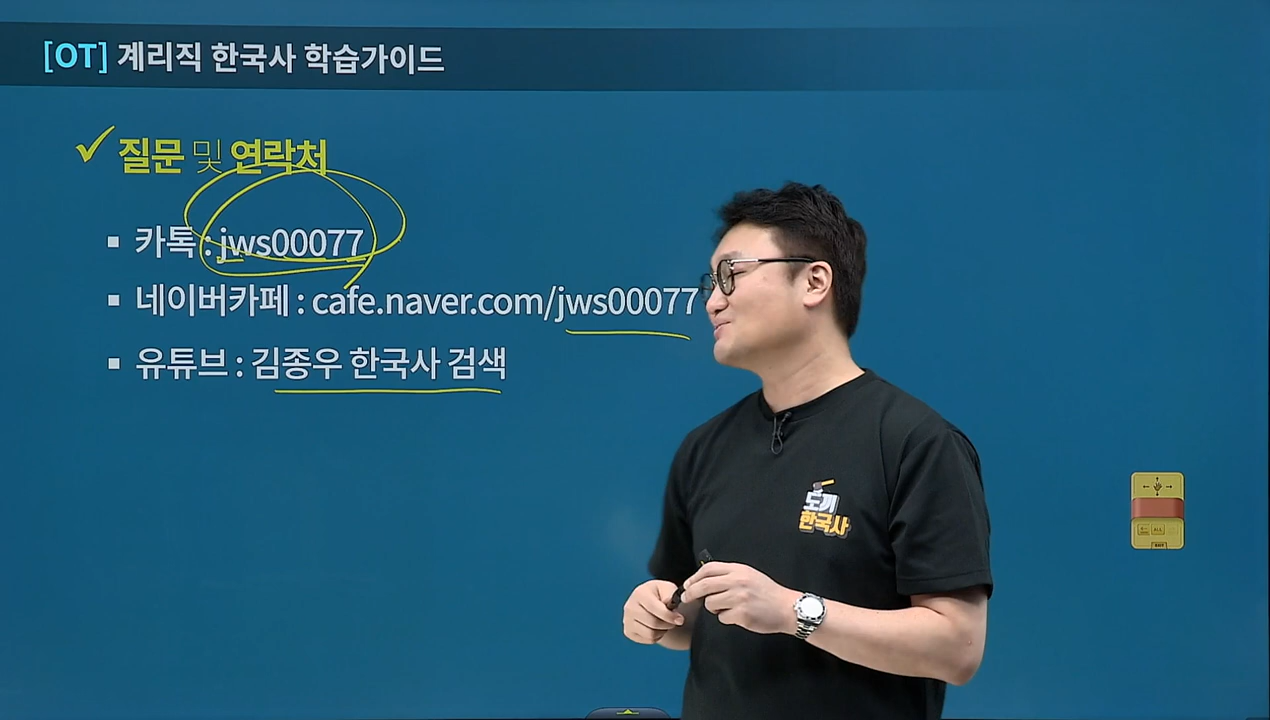 [OT] 계리직 한국사 학습가이드
질문 및 연락처
카톡 : jws00077
네이버카페 : cafe.naver.com/jws00077
유튜브 : 김종우 한국사 검색
도끼
한국사
ALL